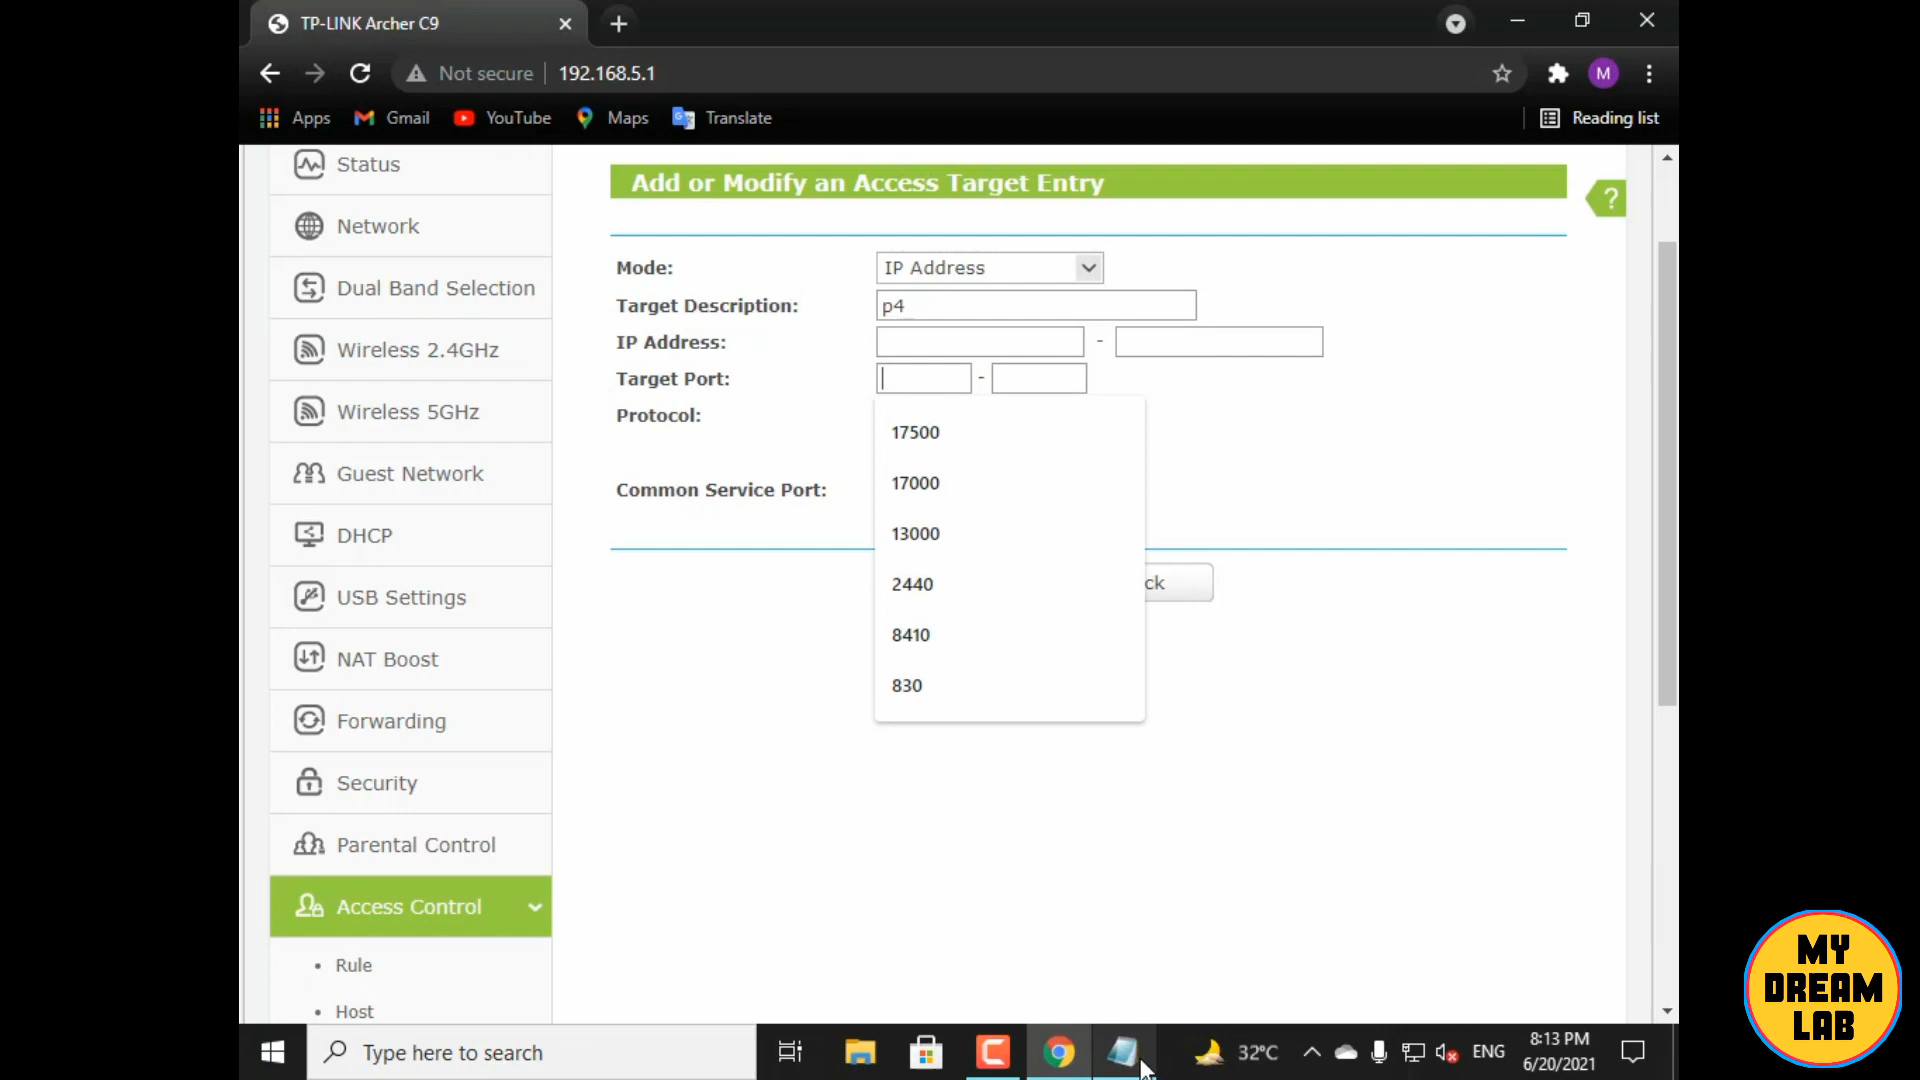 TP-LINK Archer C9
Not secure
192.168.5.1
M
Apps
Gmail
YouTube
Maps
Translate
Reading list
Status
Network
Dual Band Selection
Wireless 2.4GHz
Wireless 5GHz
Guest Network
DHCP
USB Settings
NAT Boost
Forwarding
Security
Parental Control
Access Control
• Rule
• Host
Add or Modify an Access Target Entry
?
Mode: IP Address
Target Description: p4
IP Address: -
Target Port: -
Protocol:
Common Service Port:
17500
17000
13000
2440
8410
830
ck
Type here to search
32°C
ENG
8:13 PM
6/20/2021
MY
DREAM
LAB